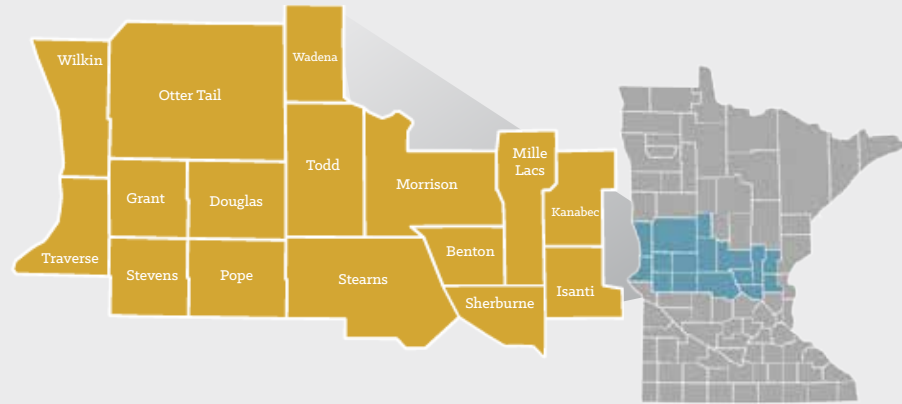 Wilkin
Wadena
Otter Tail
Mille
Lacs
Todd
Morrison
Grant
Douglas
Kanabec
Traverse
Benton
Stevens
Pope
Stearns
Isanti
Sherburne